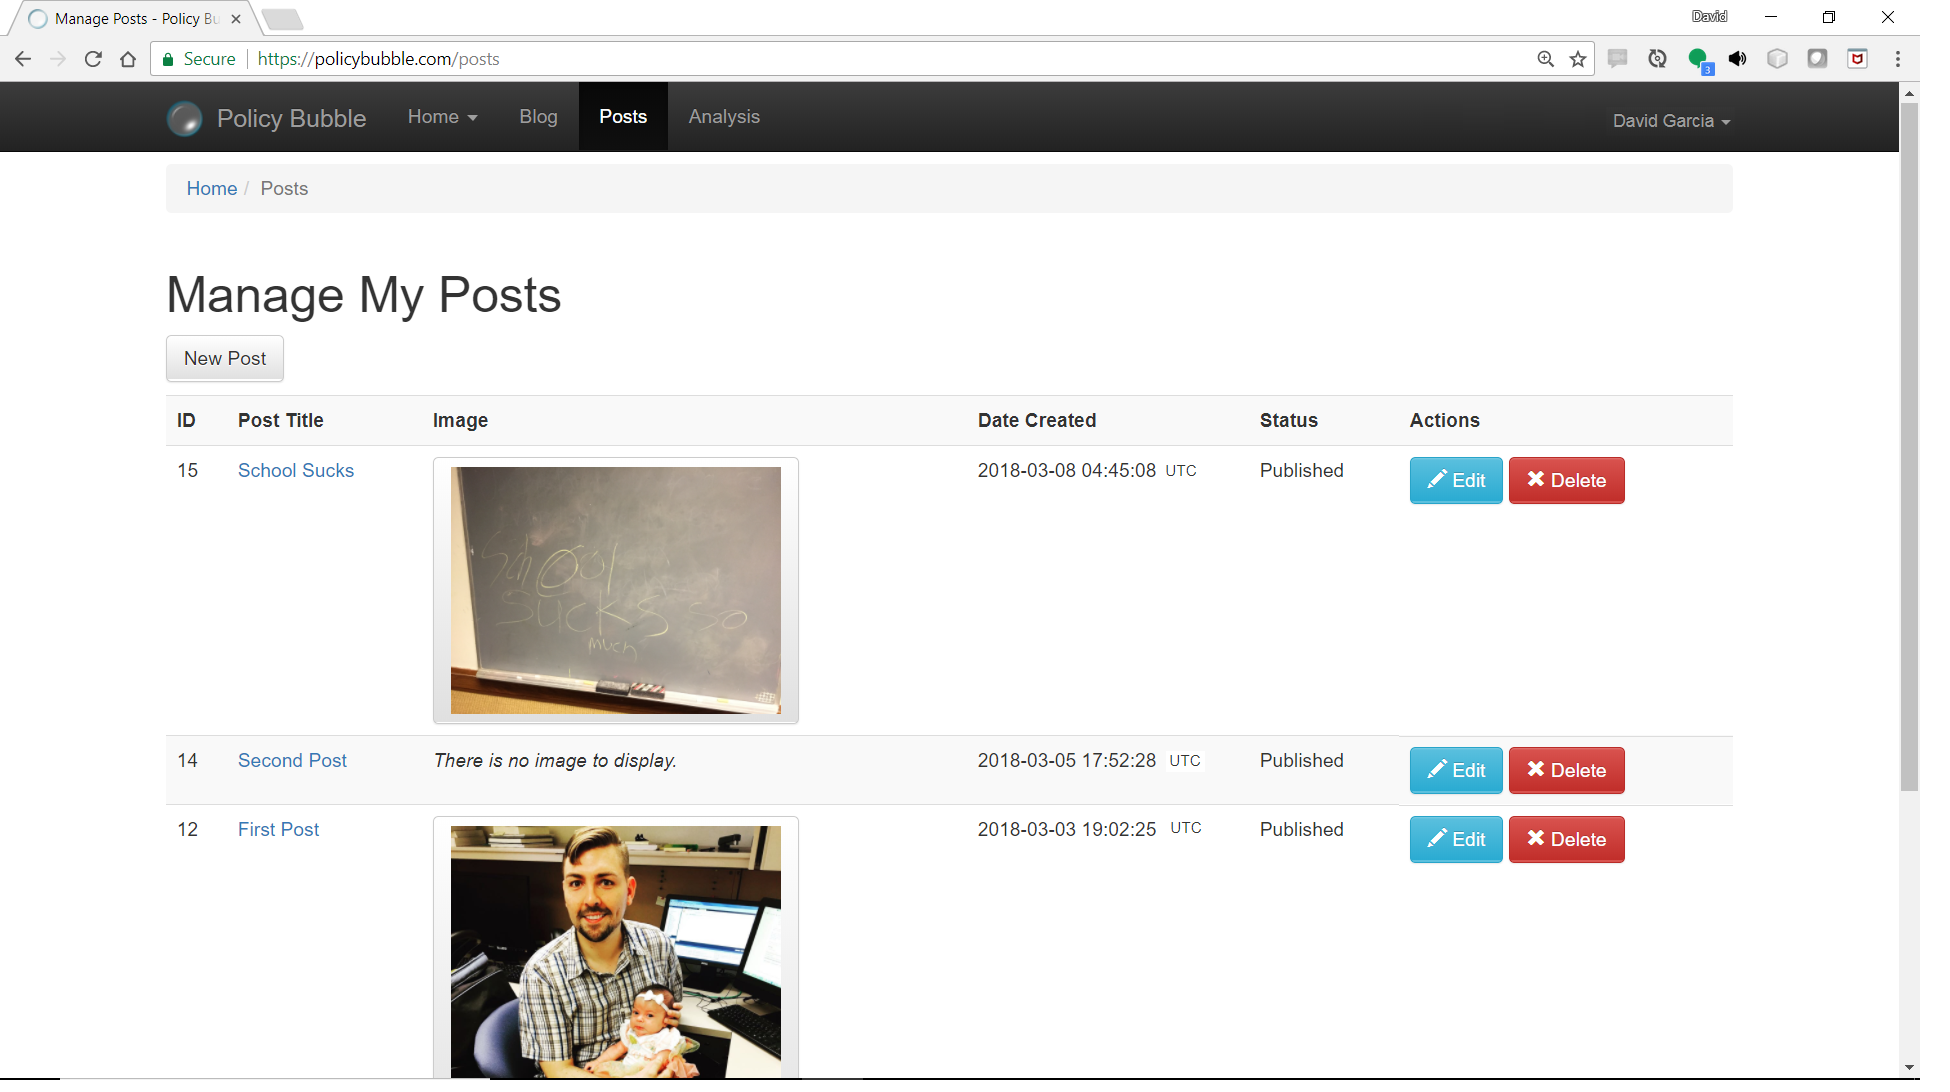 Manage Posts - Policy Bu
David
Secure
https://policybubble.com/posts
3
Policy Bubble
Home
Blog
Posts
Analysis
David Garcia
Home / Posts
Manage My Posts
New Post
ID Post Title Image Date Created Status Actions
15 School Sucks 2018-03-08 04:45:08 UTC Published Edit Delete
School
Sucks so
much
14 Second Post There is no image to display. 2018-03-05 17:52:28 UTC Published Edit Delete
12 First Post 2018-03-03 19:02:25 UTC Published Edit Delete